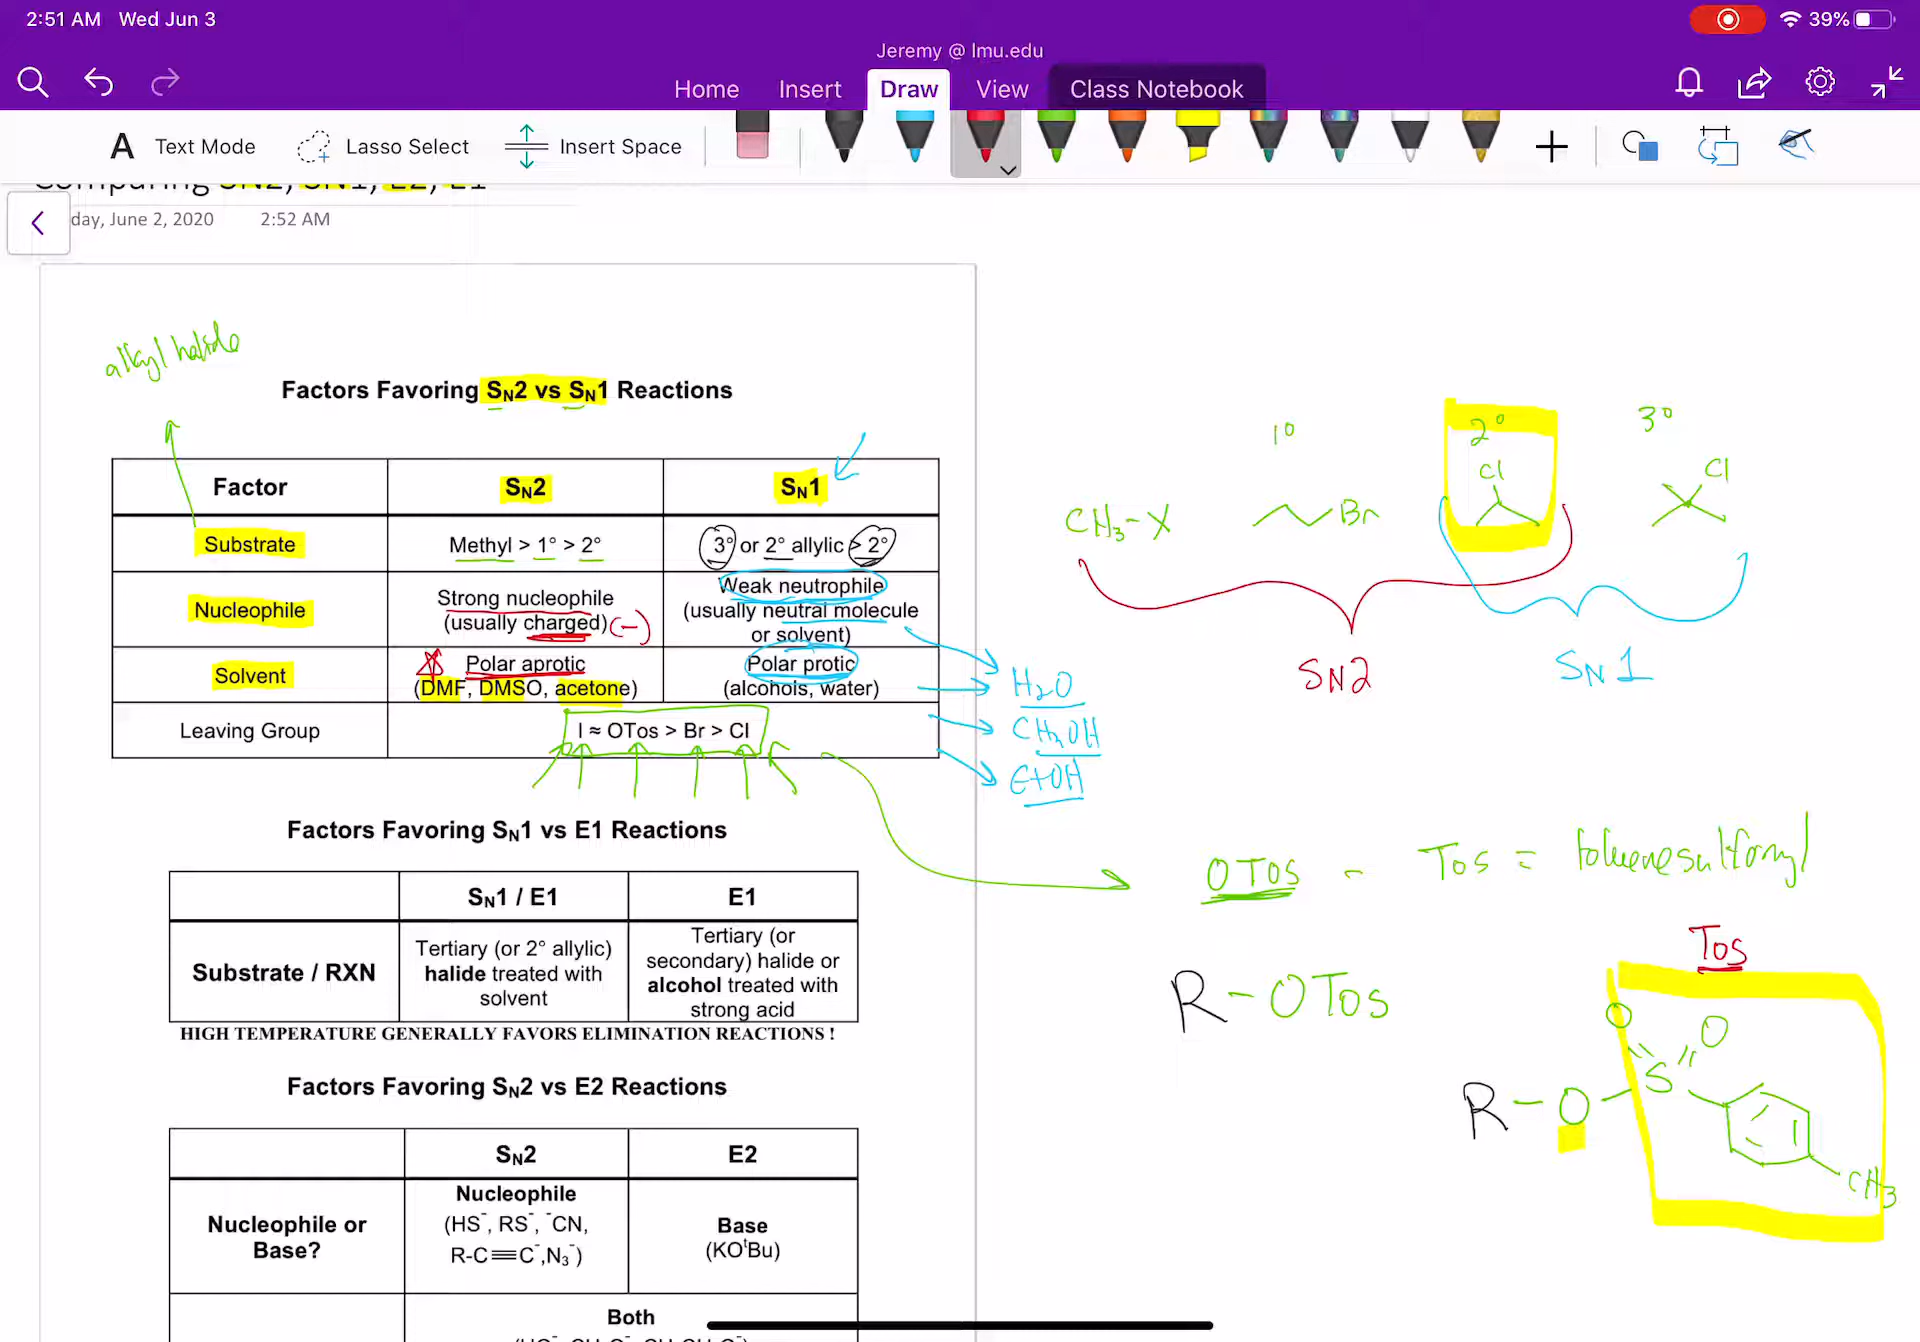 2:51 AM Wed Jun 3
39%
Jeremy @ lmu.edu
Home Insert Draw View Class Notebook
A Text Mode Lasso Select Insert Space
Comparing SN2, SN1, E2, E1
day, June 2, 2020 2:52 AM
alkyl halide
Factors Favoring SN2 vs SN1 Reactions
Factor SN2 SN1
Substrate Methyl > 1° > 2° 3° or 2° allylic > 2°
Nucleophile Strong nucleophile (usually charged) (-) Weak neutrophile (usually neutral molecule or solvent)
Solvent Polar aprotic (DMF, DMSO, acetone) Polar protic (alcohols, water)
Leaving Group I ≈ OTos > Br > Cl
H2O
CH3OH
EtOH
1° 2° 3°
Cl Cl
CH3-X Br
SN2 SN1
Factors Favoring SN1 vs E1 Reactions
SN1 / E1 E1
Substrate / RXN Tertiary (or 2° allylic) halide treated with solvent Tertiary (or secondary) halide or alcohol treated with strong acid
HIGH TEMPERATURE GENERALLY FAVORS ELIMINATION REACTIONS !
OTos - Tos = toluenesulfonyl
Tos
R-OTos
O O
S
R-O
CH3
Factors Favoring SN2 vs E2 Reactions
SN2 E2
Nucleophile or Base? Nucleophile (HS⁻, RS⁻, ⁻CN, R-C≡C⁻,N3⁻) Base (KOᵗBu)
Both